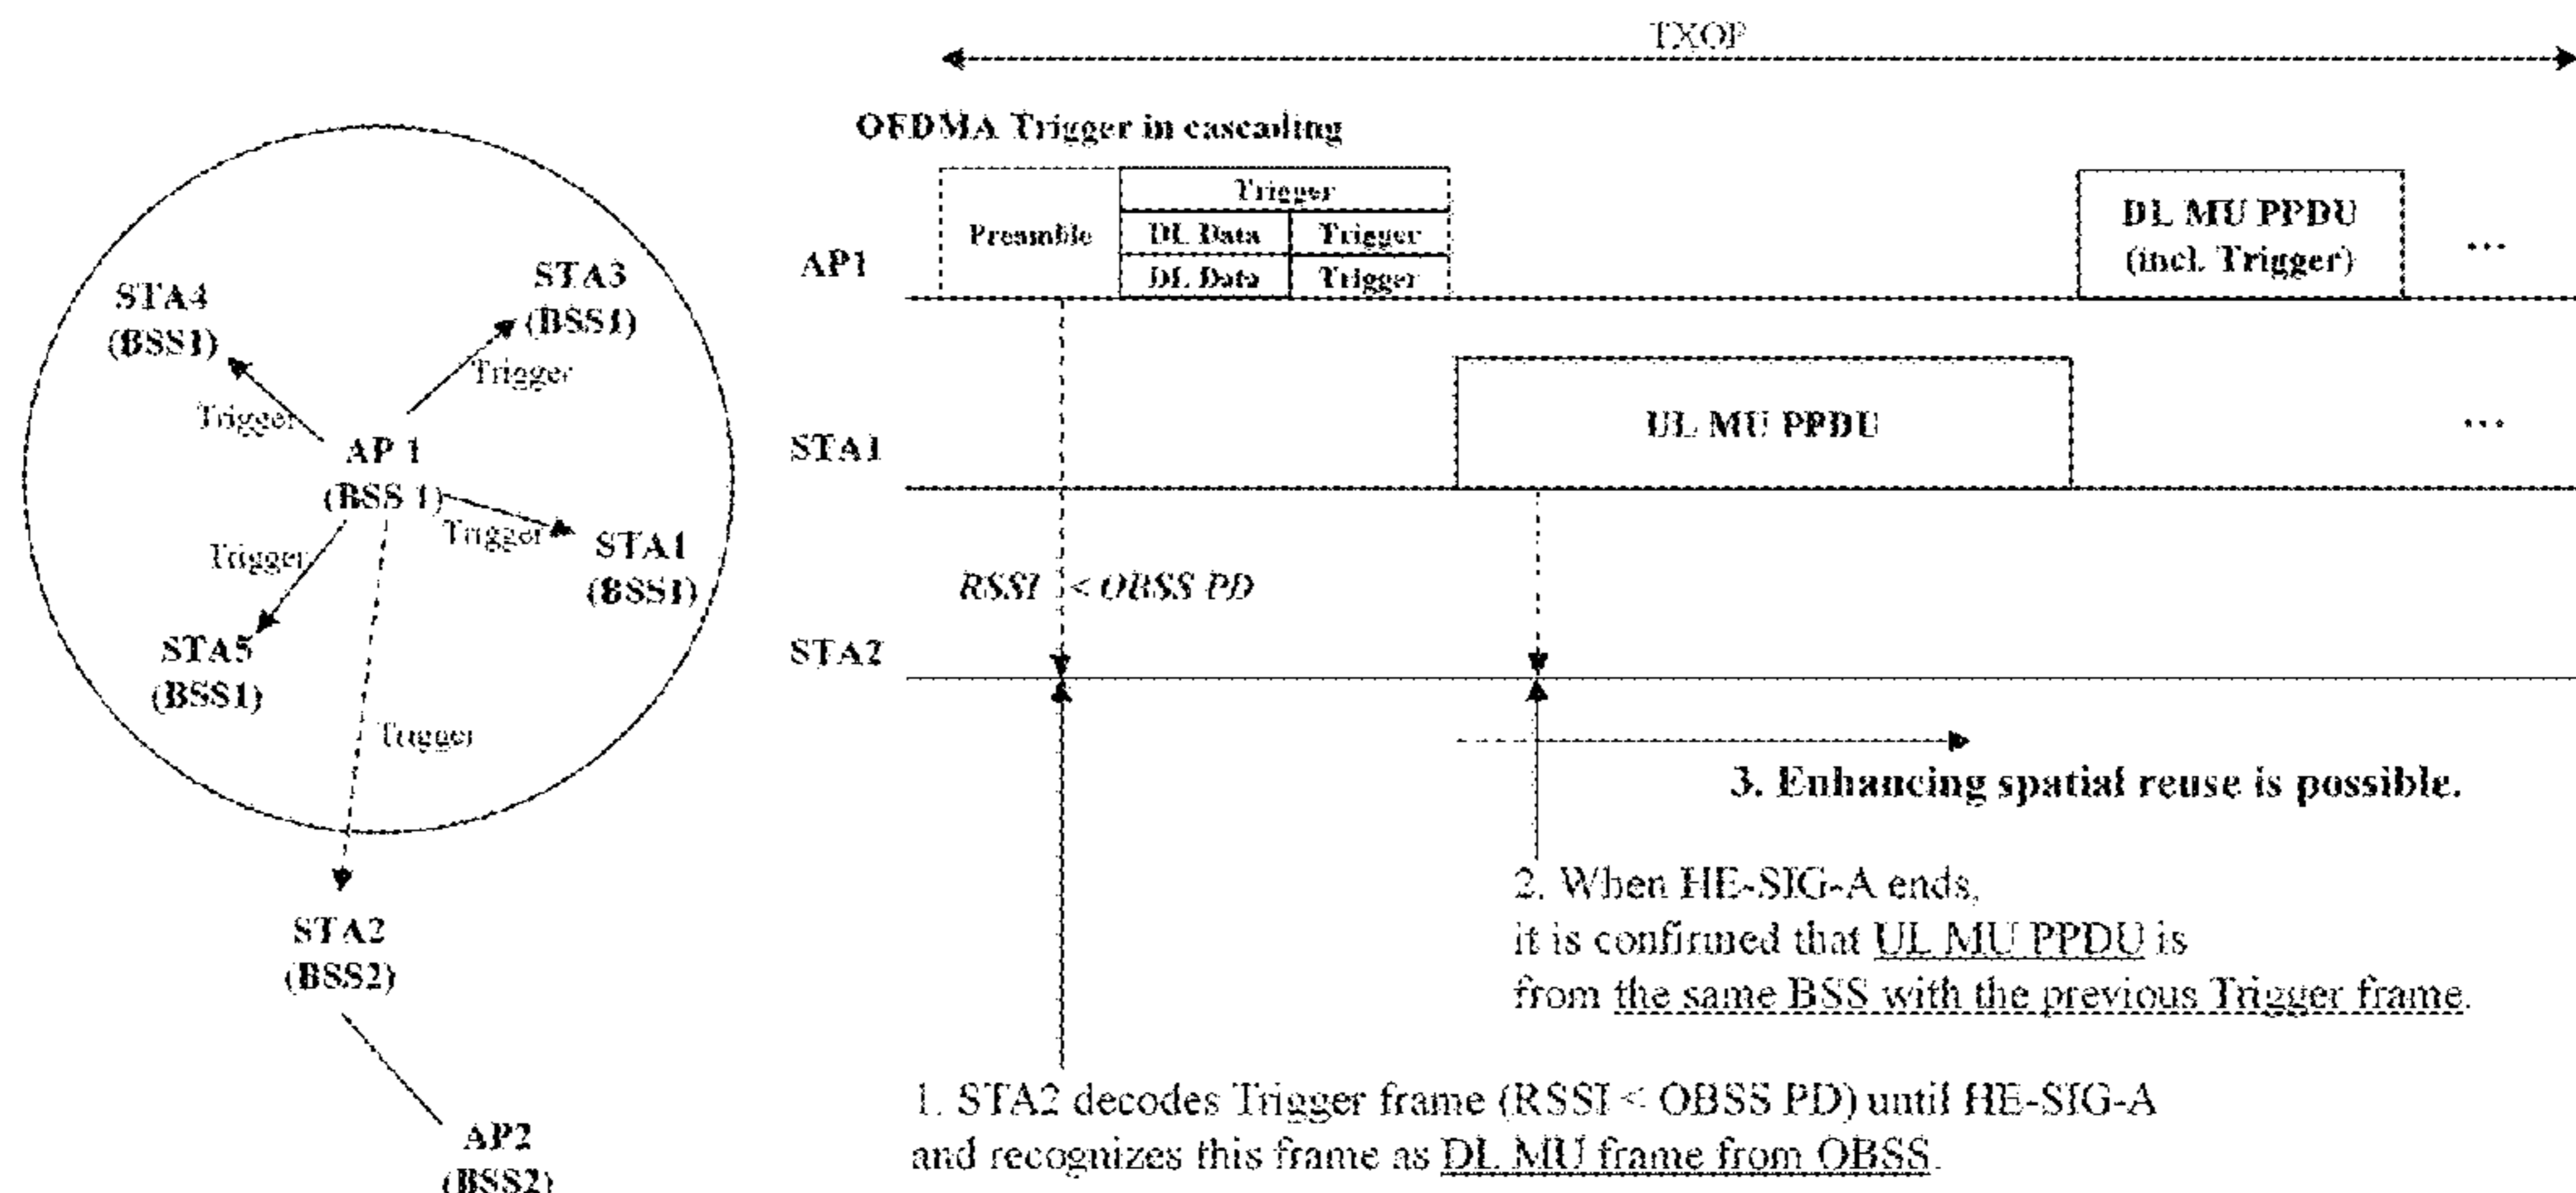 TXOP
OFDMA Trigger in cascading
Preamble
Trigger
DL Data
Trigger
DL Data
Trigger
AP1
DL MU PPDU
(incl. Trigger)
...
STA1
UL MU PPDU
...
RSSI < OBSS PD
STA2
3. Enhancing spatial reuse is possible.
2. When HE-SIG-A ends,
it is confirmed that UL MU PPDU is
from the same BSS with the previous Trigger frame.
1. STA2 decodes Trigger frame (RSSI < OBSS PD) until HE-SIG-A
and recognizes this frame as DL MU frame from OBSS.
STA4
(BSS1)
STA3
(BSS1)
Trigger
Trigger
AP 1
(BSS 1)
Trigger
Trigger
STA1
(BSS1)
STA5
(BSS1)
Trigger
STA2
(BSS2)
AP2
(BSS2)